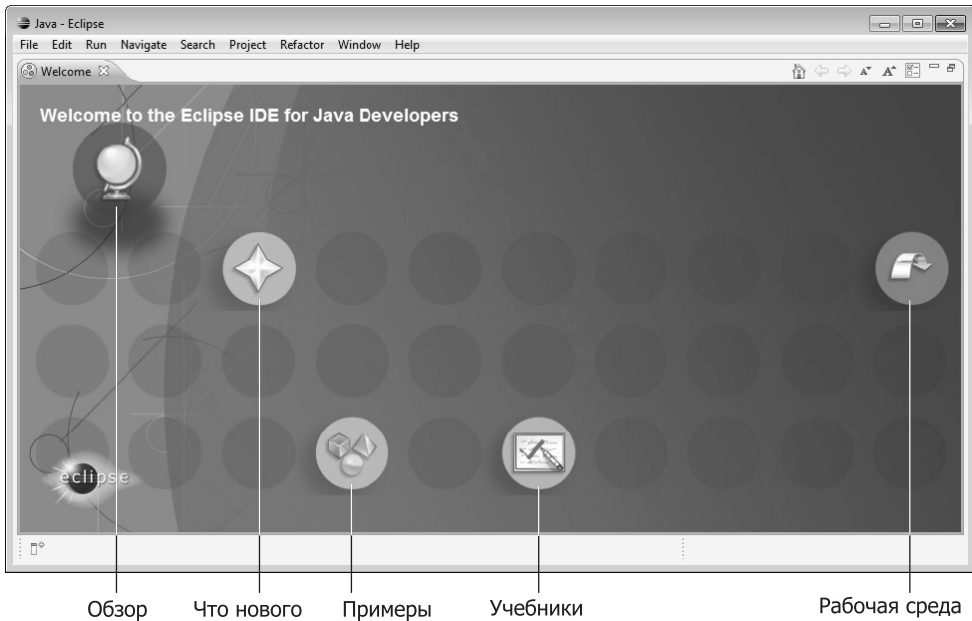 Java - Eclipse
File Edit Run Navigate Search Project Refactor Window Help
Welcome
Welcome to the Eclipse IDE for Java Developers
eclipse
Обзор Что нового Примеры Учебники Рабочая среда